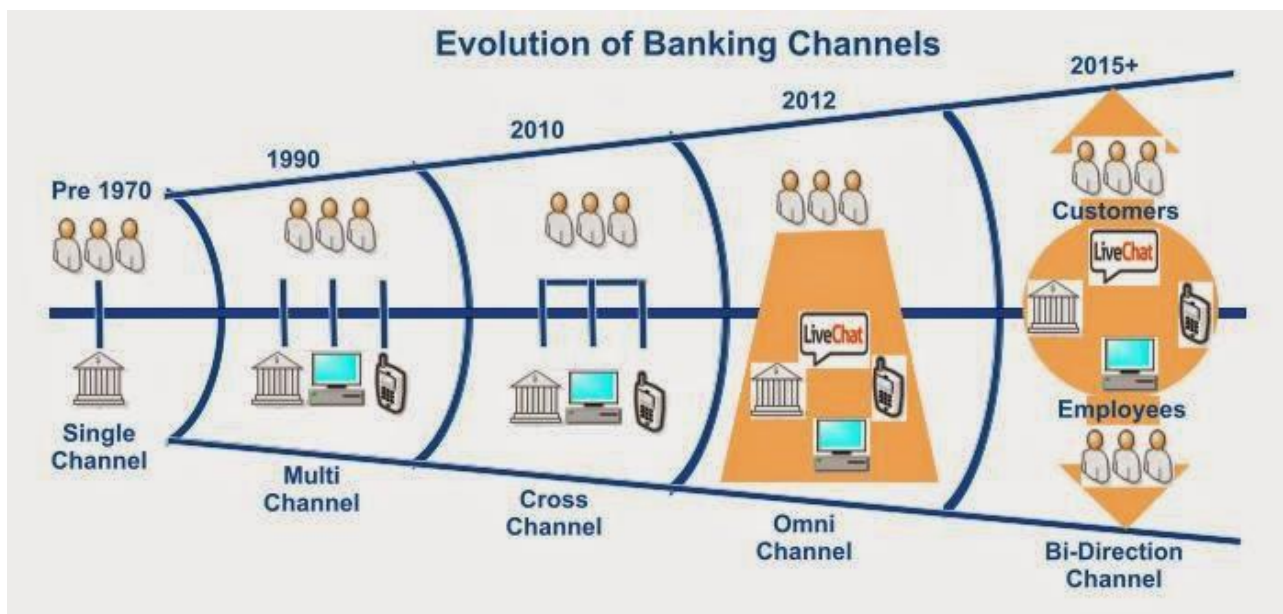 Evolution of Banking Channels
Pre 1970
1990
2010
2012
2015+
Customers
LiveChat
LiveChat
Employees
Single
Channel
Multi
Channel
Cross
Channel
Omni
Channel
Bi-Direction
Channel